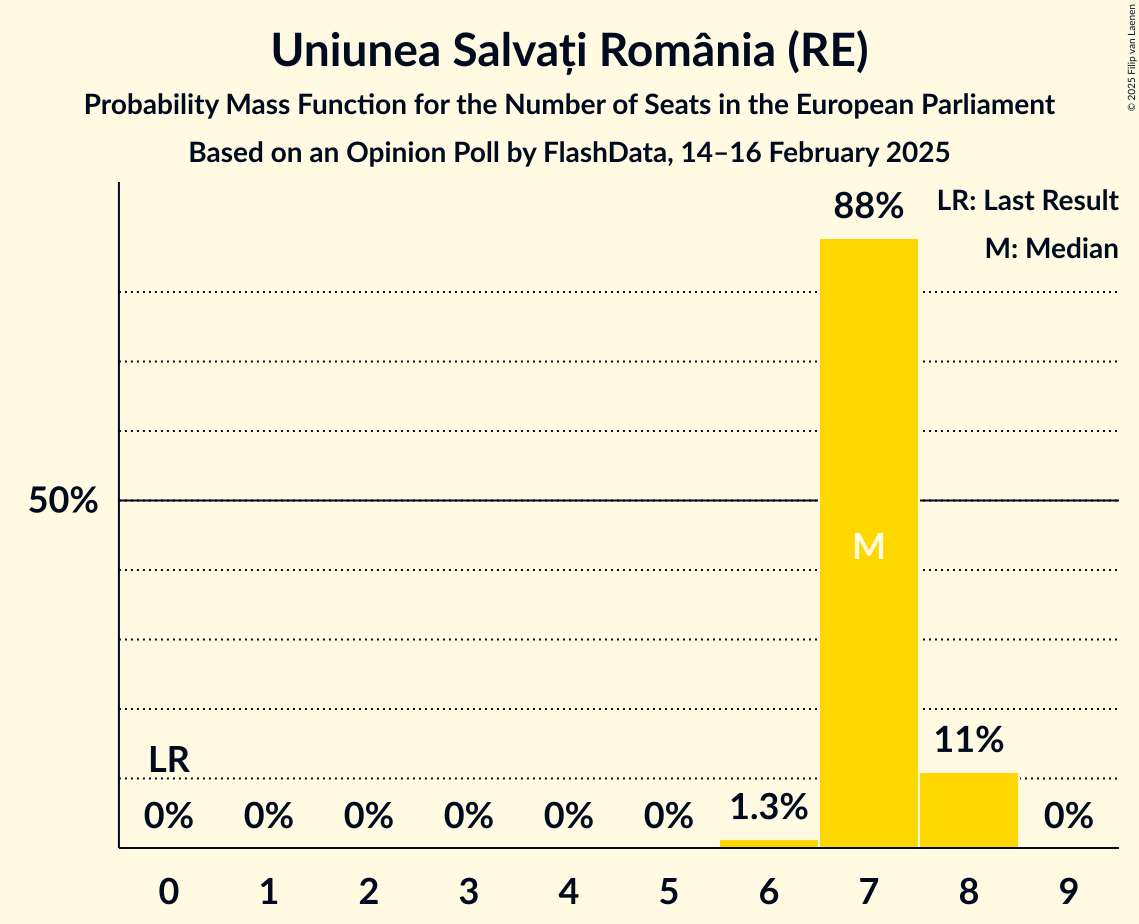 Uniunea Salvați România (RE)
Probability Mass Function for the Number of Seats in the European Parliament
Based on an Opinion Poll by FlashData, 14–16 February 2025
© 2025 Filip van Laenen
LR: Last Result
M: Median
88%
50%
M
LR
11%
1.3%
0% 0% 0% 0% 0% 0% 0%
0 1 2 3 4 5 6 7 8 9